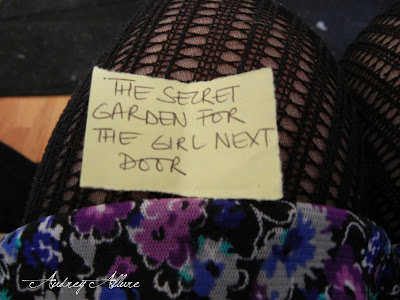 THE SECRET
GARDEN FOR
THE GIRL NEXT
DOOR
Audrey Allure